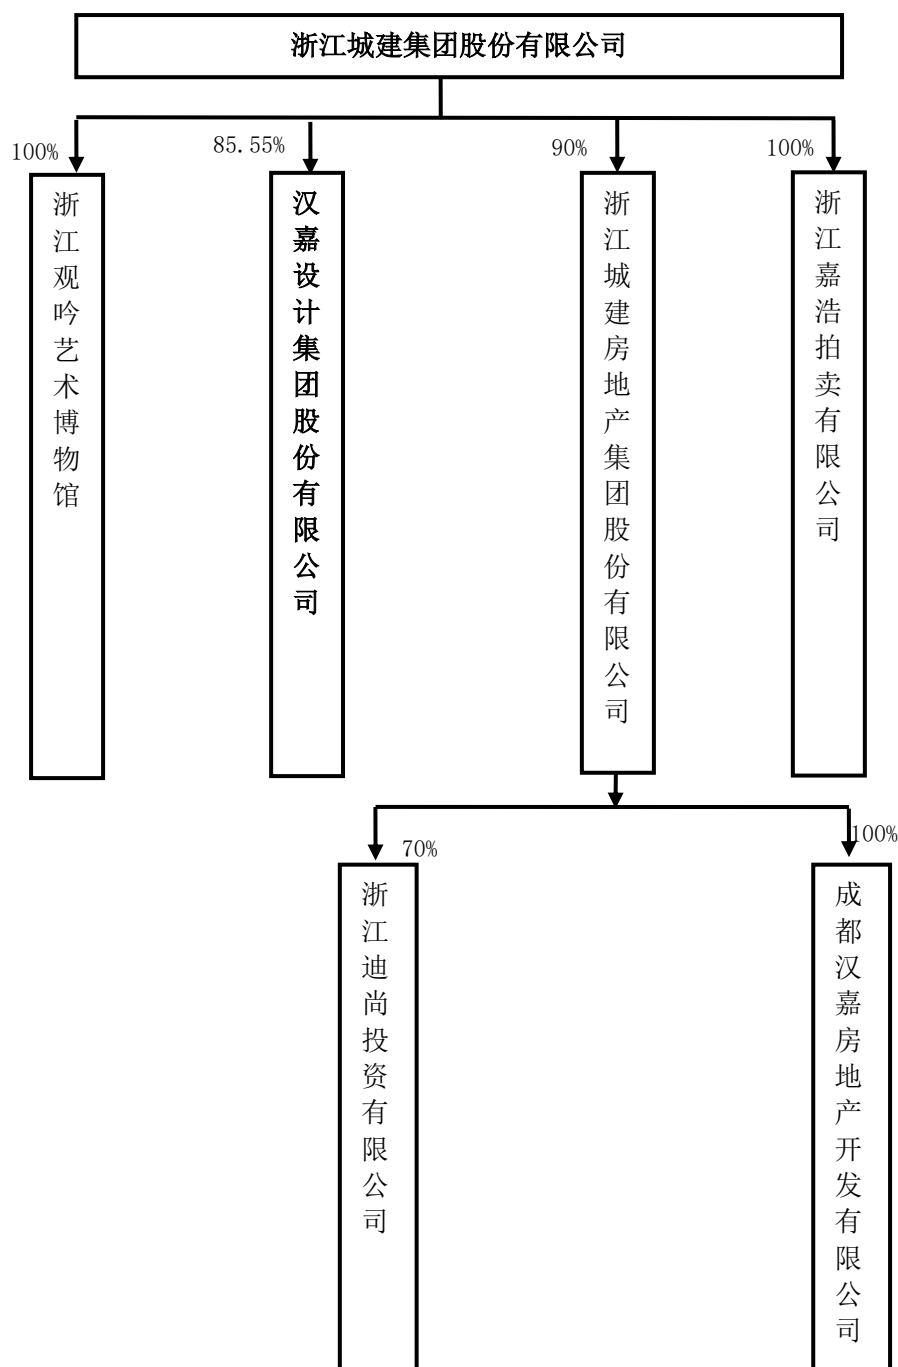 浙江城建集团股份有限公司
100%
85.55%
90%
100%
浙江观吟艺术博物馆
汉嘉设计集团股份有限公司
浙江城建房地产集团股份有限公司
浙江嘉浩拍卖有限公司
70%
100%
浙江迪尚投资有限公司
成都汉嘉房地产开发有限公司